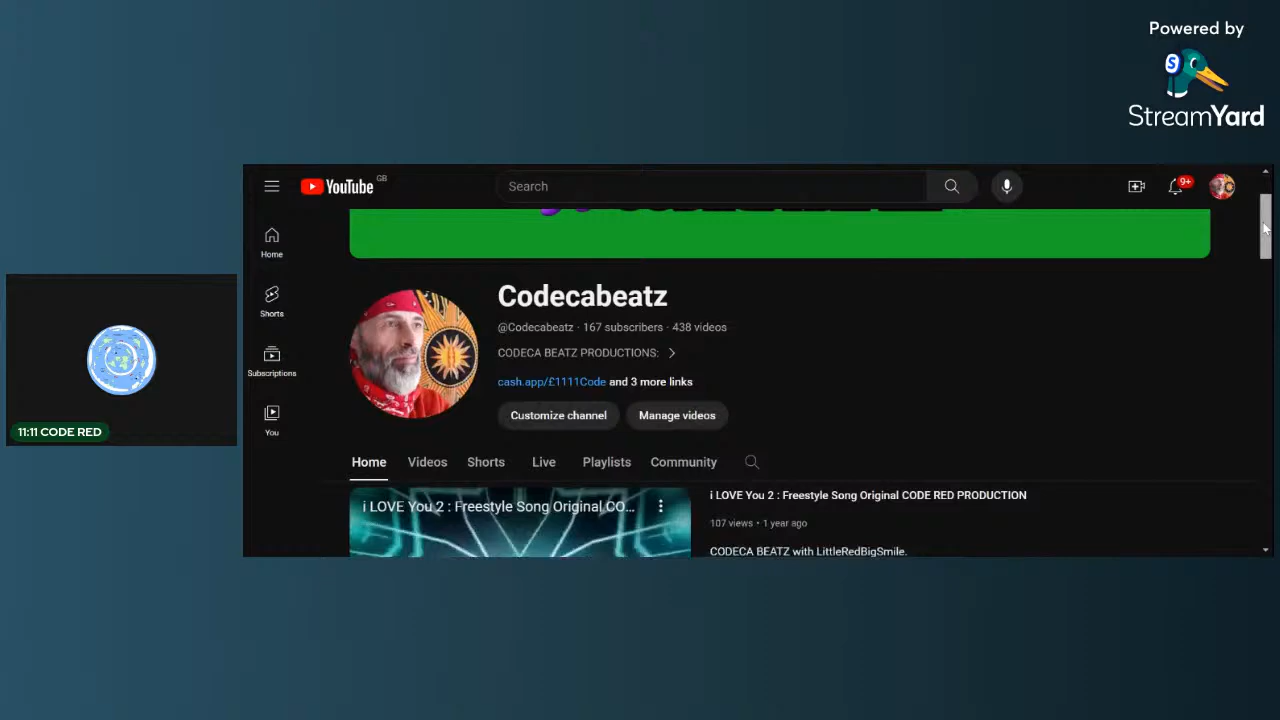 Powered by
S
StreamYard
YouTube GB
Search
9+
Home
Shorts
Subscriptions
You
Codecabeatz
@Codecabeatz · 167 subscribers · 438 videos
CODECA BEATZ PRODUCTIONS:
cash.app/£1111Code and 3 more links
Customize channel
Manage videos
Home
Videos
Shorts
Live
Playlists
Community
i LOVE You 2 : Freestyle Song Original CO...
i LOVE You 2 : Freestyle Song Original CODE RED PRODUCTION
107 views • 1 year ago
CODECA BEATZ with LittleRedBigSmile.
11:11 CODE RED